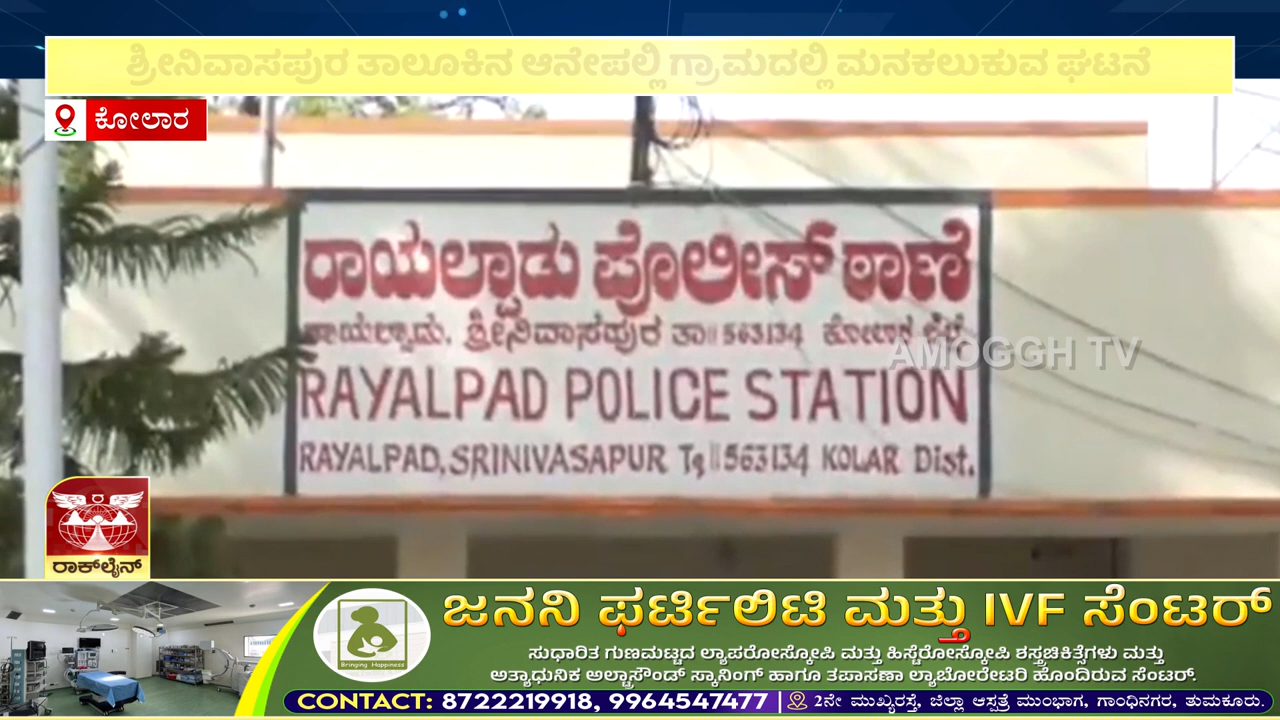 ಶ್ರೀನಿವಾಸಪುರ ತಾಲೂಕಿನ ಆನೇಪಲ್ಲಿ ಗ್ರಾಮದಲ್ಲಿ ಮನಕಲುಕುವ ಘಟನೆ
ಕೋಲಾರ
ರಾಯಲ್ಪಾಡು ಪೊಲೀಸ್ ಠಾಣೆ
ರಾಯಲ್ಪಾಡು, ಶ್ರೀನಿವಾಸಪುರ ತಾ॥ 563134 ಕೋಲಾರ ಜಿಲ್ಲೆ
AMOGGH TV
RAYALPAD POLICE STATION
RAYALPAD, SRINIVASAPUR Tq॥ 563134 KOLAR Dist.
ರಾಕ್‌ಲೈನ್
ಜನನಿ ಫರ್ಟಿಲಿಟಿ ಮತ್ತು IVF ಸೆಂಟರ್
Bringing Happiness
ಸುಧಾರಿತ ಗುಣಮಟ್ಟದ ಲ್ಯಾಪರೋಸ್ಕೋಪಿ ಮತ್ತು ಹಿಸ್ಟೆರೋಸ್ಕೋಪಿ ಶಸ್ತ್ರಚಿಕಿತ್ಸೆಗಳು ಮತ್ತು
ಅತ್ಯಾಧುನಿಕ ಅಲ್ಟ್ರಾಸೌಂಡ್ ಸ್ಕಾನಿಂಗ್ ಹಾಗೂ ತಪಾಸಣಾ ಲ್ಯಾಬೋರೇಟರಿ ಹೊಂದಿರುವ ಸೆಂಟರ್.
CONTACT: 8722219918, 9964547477
2ನೇ ಮುಖ್ಯರಸ್ತೆ, ಜಿಲ್ಲಾ ಆಸ್ಪತ್ರೆ ಮುಂಭಾಗ, ಗಾಂಧಿನಗರ, ತುಮಕೂರು.